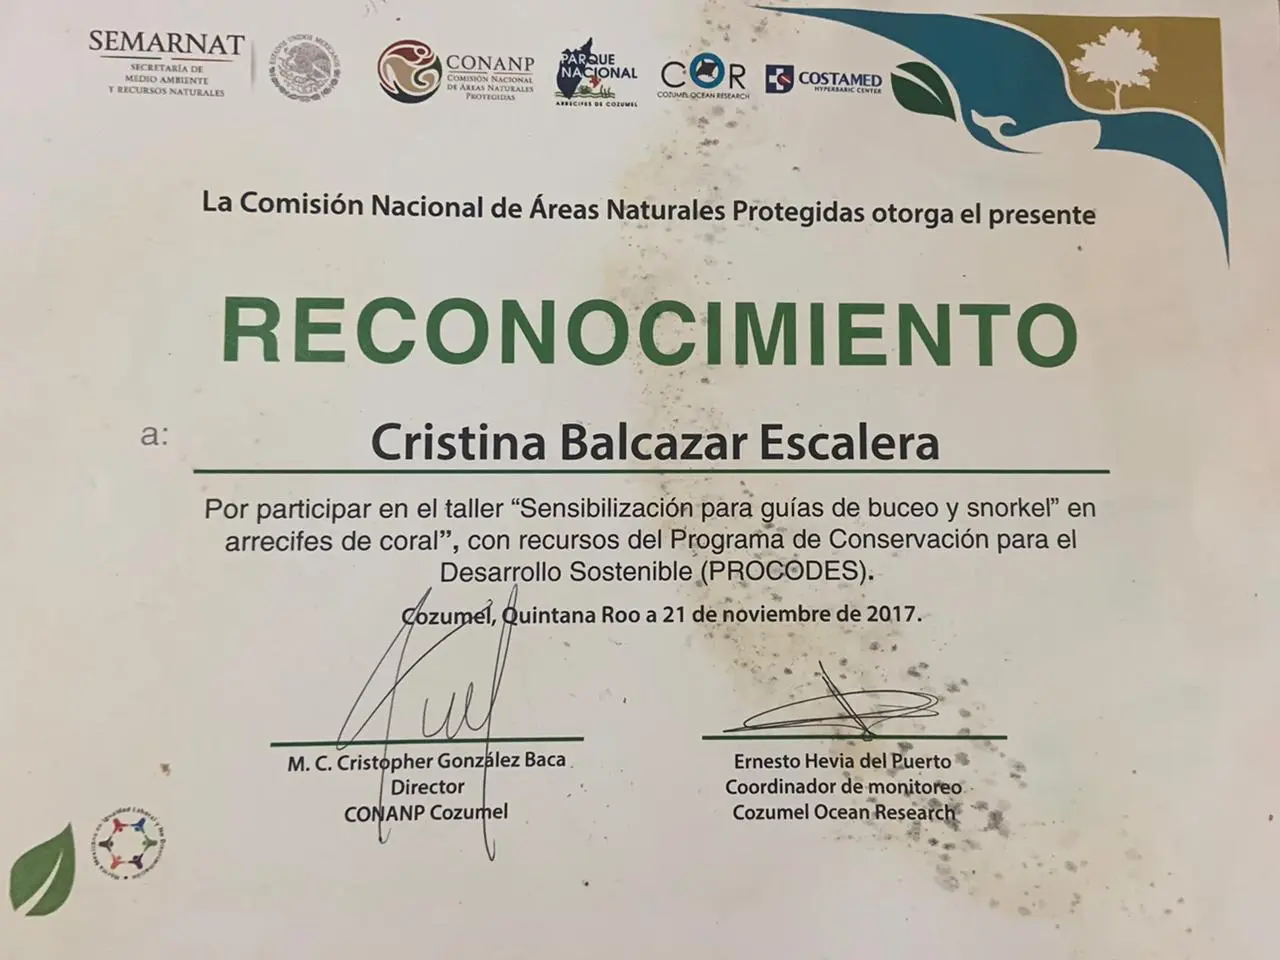 SEMARNAT
SECRETARÍA DE
MEDIO AMBIENTE
Y RECURSOS NATURALES
ESTADOS UNIDOS MEXICANOS
CONANP
COMISIÓN NACIONAL
DE ÁREAS NATURALES
PROTEGIDAS
PARQUE
NACIONAL
ARRECIFES DE COZUMEL
COR
COZUMEL OCEAN RESEARCH
COSTAMED
HYPERBARIC CENTER
La Comisión Nacional de Áreas Naturales Protegidas otorga el presente
RECONOCIMIENTO
a:
Cristina Balcazar Escalera
Por participar en el taller “Sensibilización para guías de buceo y snorkel” en
arrecifes de coral”, con recursos del Programa de Conservación para el
Desarrollo Sostenible (PROCODES).
Cozumel, Quintana Roo a 21 de noviembre de 2017.
M. C. Cristopher González Baca
Director
CONANP Cozumel
Ernesto Hevia del Puerto
Coordinador de monitoreo
Cozumel Ocean Research